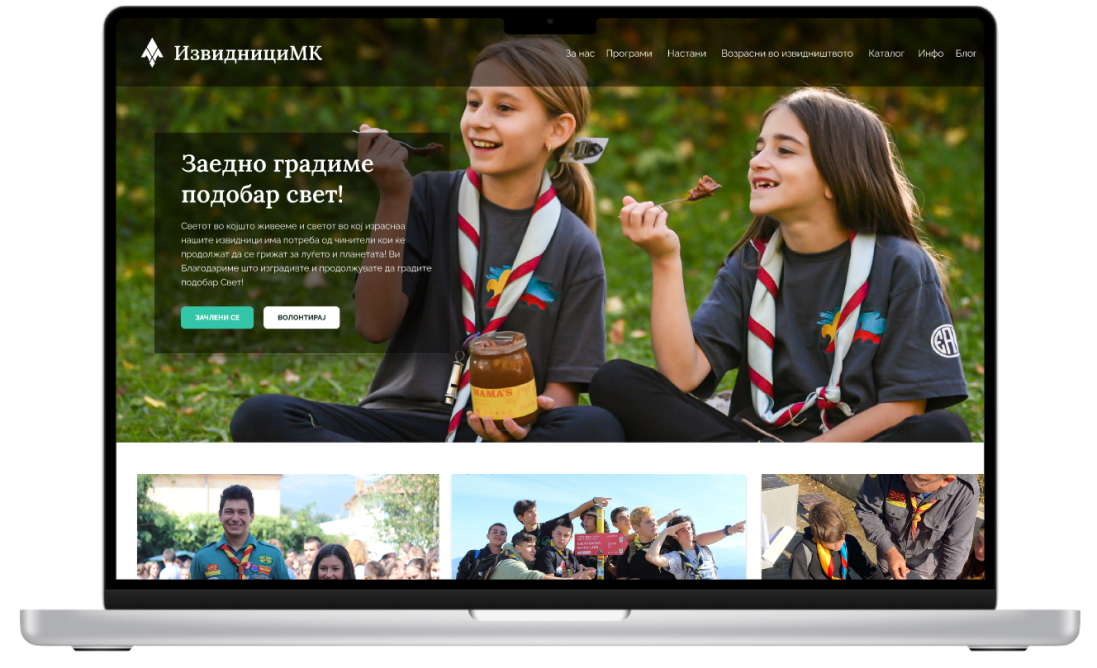 ИзвиднициМК
За нас Програми Настани Возрасни во извидништвото Каталог Инфо Блог
Заедно градиме
подобар свет!
Светот во којшто живееме и светот во кој израснаа
нашите извидници има потреба од чинители кои ќе
продолжат да се грижат за луѓето и планетата! Ви
Благодариме што изградивте и продолжувате да градите
подобар Свет!
ЗАЧЛЕНИ СЕ ВОЛОНТИРАЈ
MAMA'S